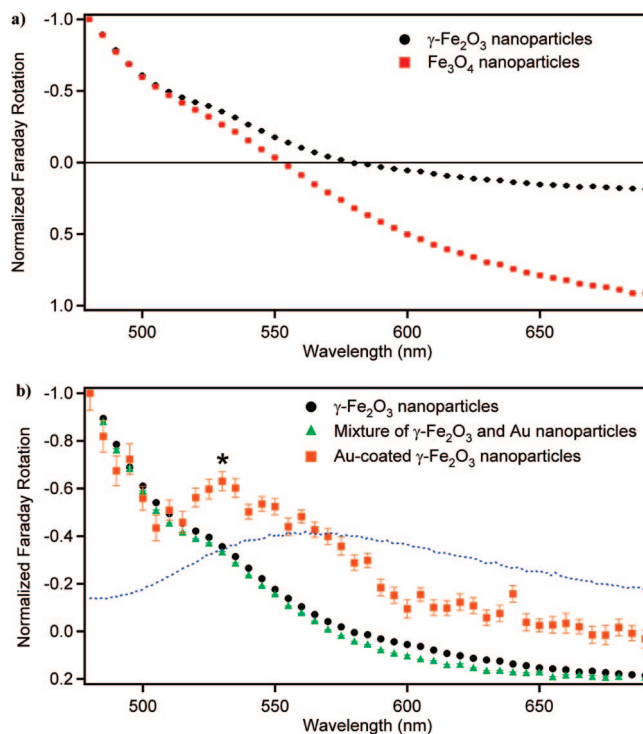 a)
Normalized Faraday Rotation
-1.0
-0.5
0.0
0.5
1.0
γ-Fe₂O₃ nanoparticles
Fe₃O₄ nanoparticles
500
550
600
650
Wavelength (nm)
b)
Normalized Faraday Rotation
-1.0
-0.8
-0.6
-0.4
-0.2
0.0
0.2
γ-Fe₂O₃ nanoparticles
Mixture of γ-Fe₂O₃ and Au nanoparticles
Au-coated γ-Fe₂O₃ nanoparticles
*
500
550
600
650
Wavelength (nm)